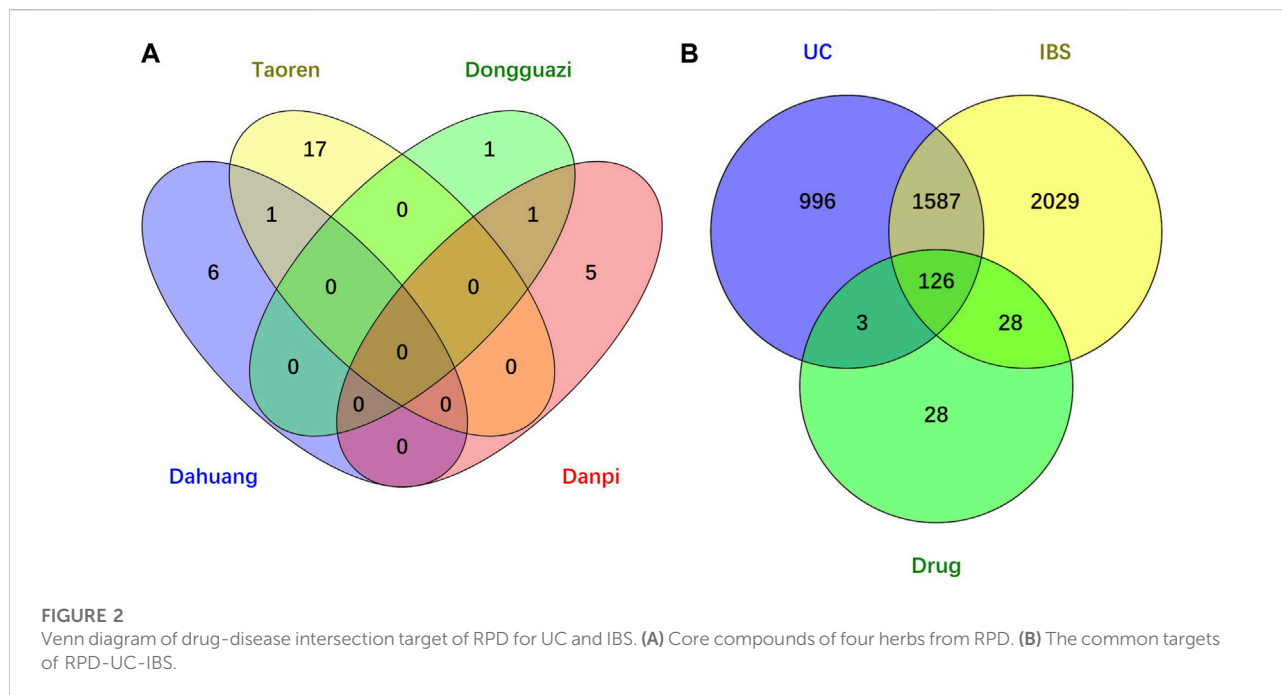 A
Taoren
Dongguazi
17
1
1
0
1
6
0
0
5
0
0
0
0
0
0
Dahuang
Danpi
B
UC
IBS
996
1587
2029
126
3
28
28
Drug
FIGURE 2
Venn diagram of drug-disease intersection target of RPD for UC and IBS. (A) Core compounds of four herbs from RPD. (B) The common targets
of RPD-UC-IBS.